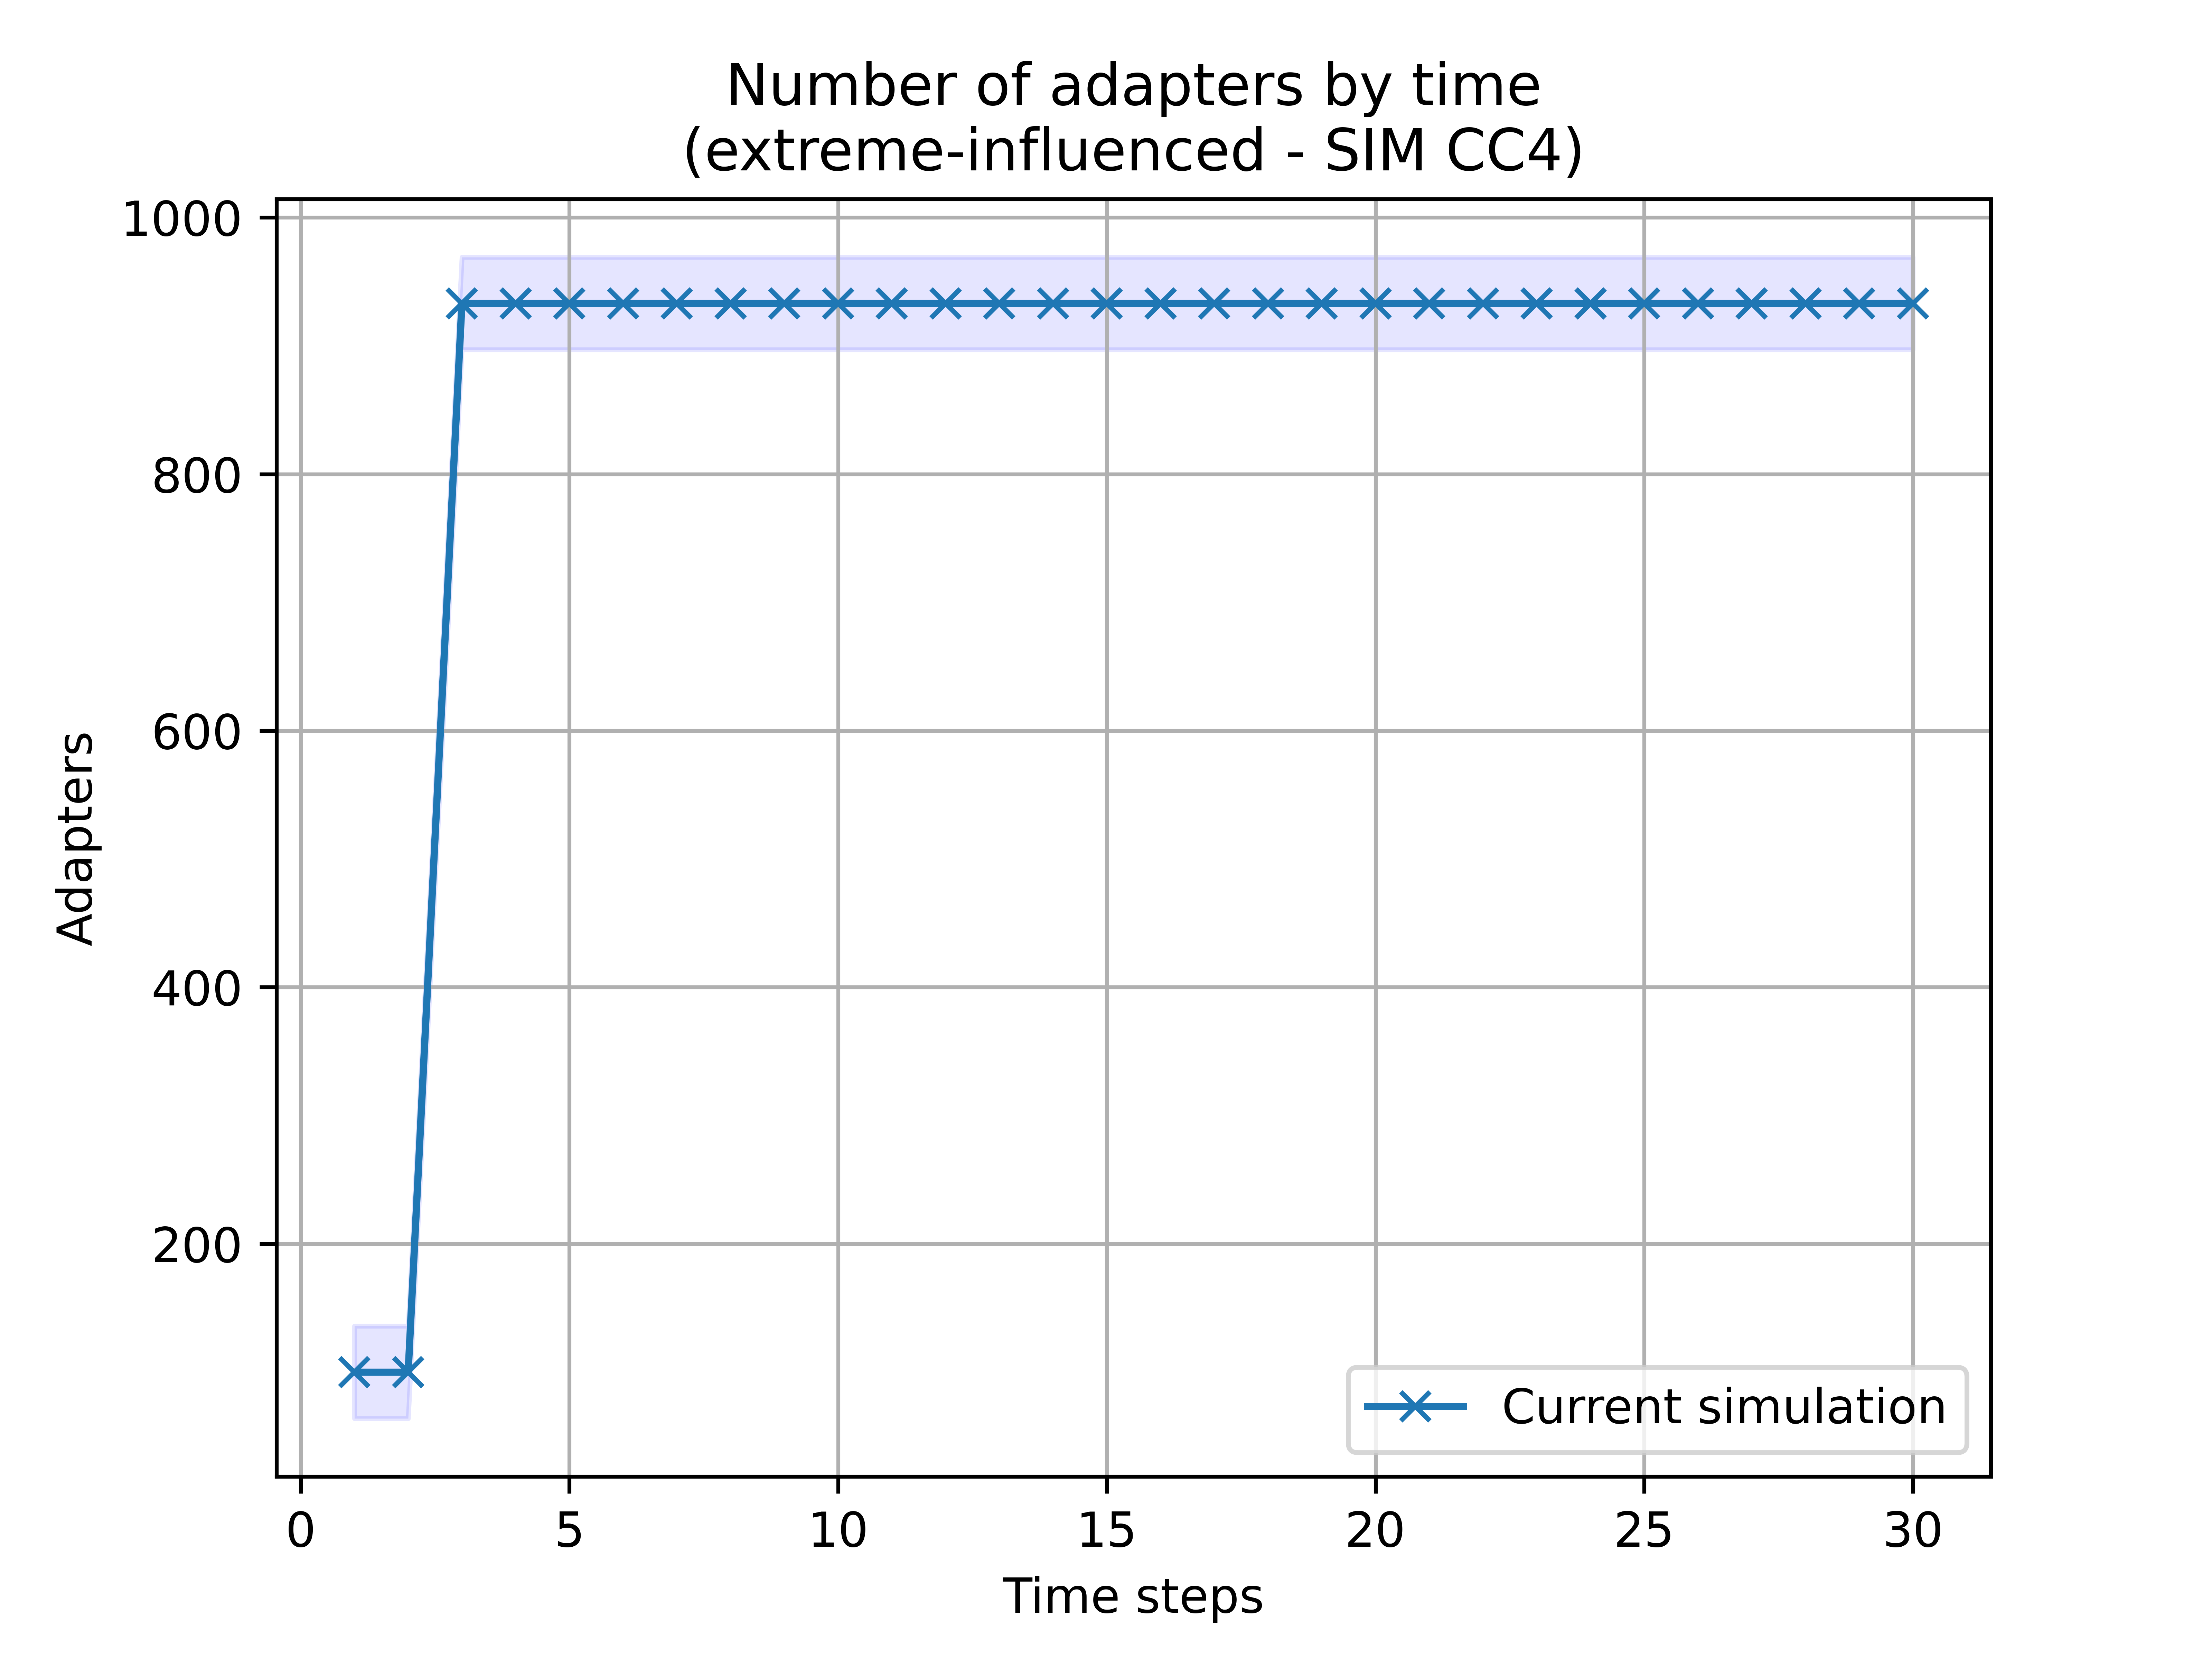 Number of adapters by time
(extreme-influenced - SIM CC4)
1000
800
600
400
200
Adapters
Current simulation
0 5 10 15 20 25 30
Time steps